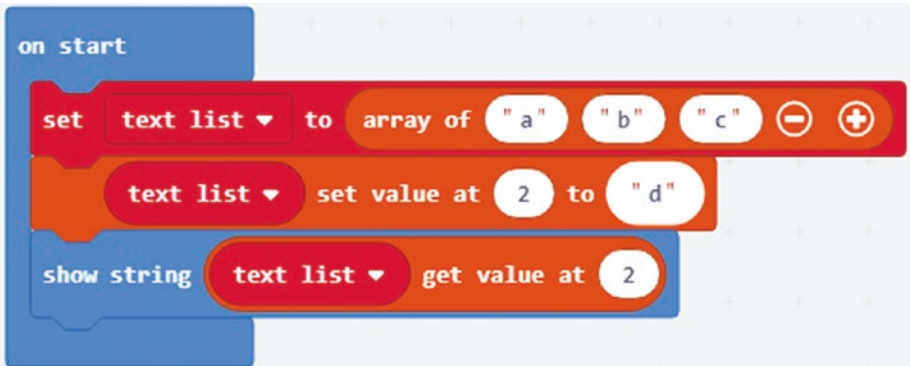 on start
set text list to array of "a" "b" "c"
text list set value at 2 to "d"
show string text list get value at 2